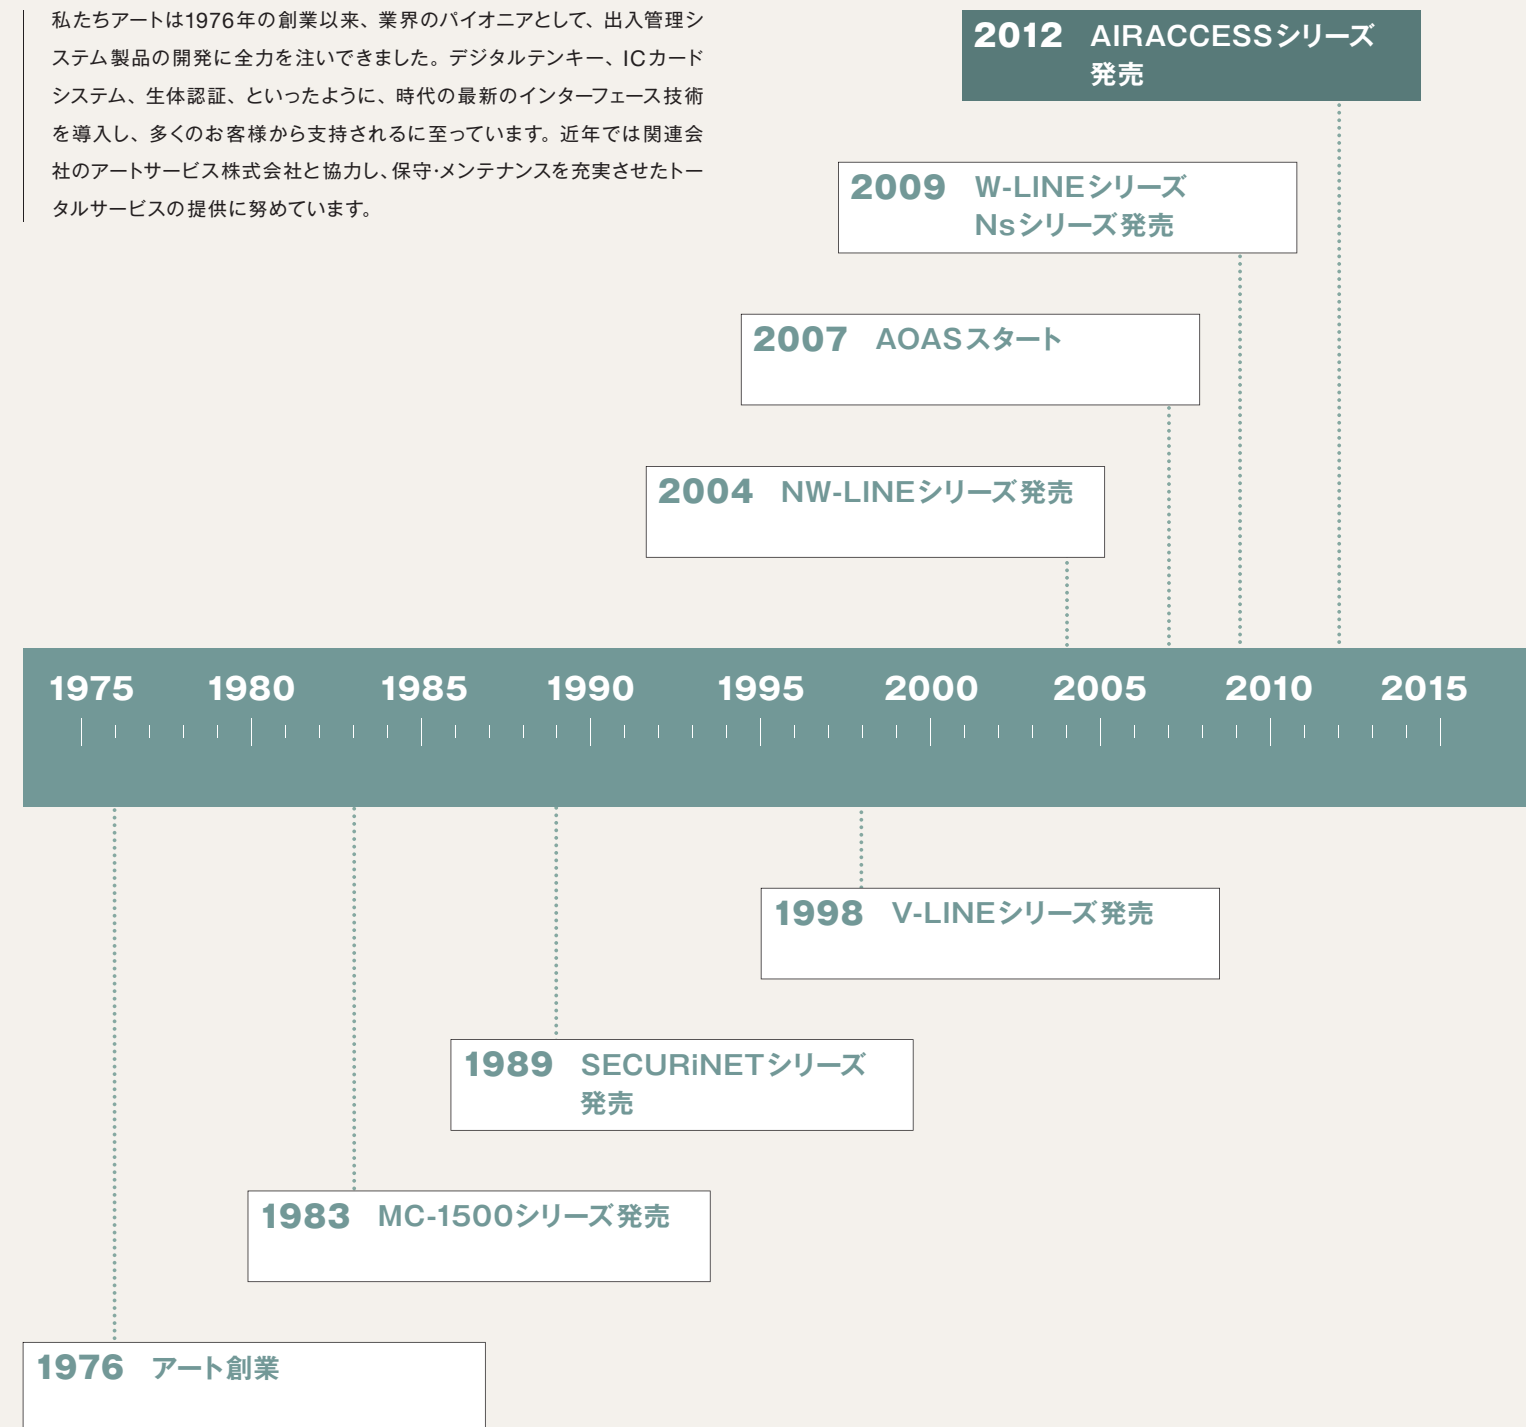 私たちアートは1976年の創業以来、業界のパイオニアとして、出入管理シ
ステム製品の開発に全力を注いできました。デジタルテンキー、ICカード
システム、生体認証、といったように、時代の最新のインターフェース技術
を導入し、多くのお客様から支持されるに至っています。近年では関連会
社のアートサービス株式会社と協力し、保守・メンテナンスを充実させたトー
タルサービスの提供に努めています。
2012 AIRACCESSシリーズ
発売
2009 W-LINEシリーズ
Nsシリーズ発売
2007 AOASスタート
2004 NW-LINEシリーズ発売
1975 1980 1985 1990 1995 2000 2005 2010 2015
1998 V-LINEシリーズ発売
1989 SECURiNETシリーズ
発売
1983 MC-1500シリーズ発売
1976 アート創業